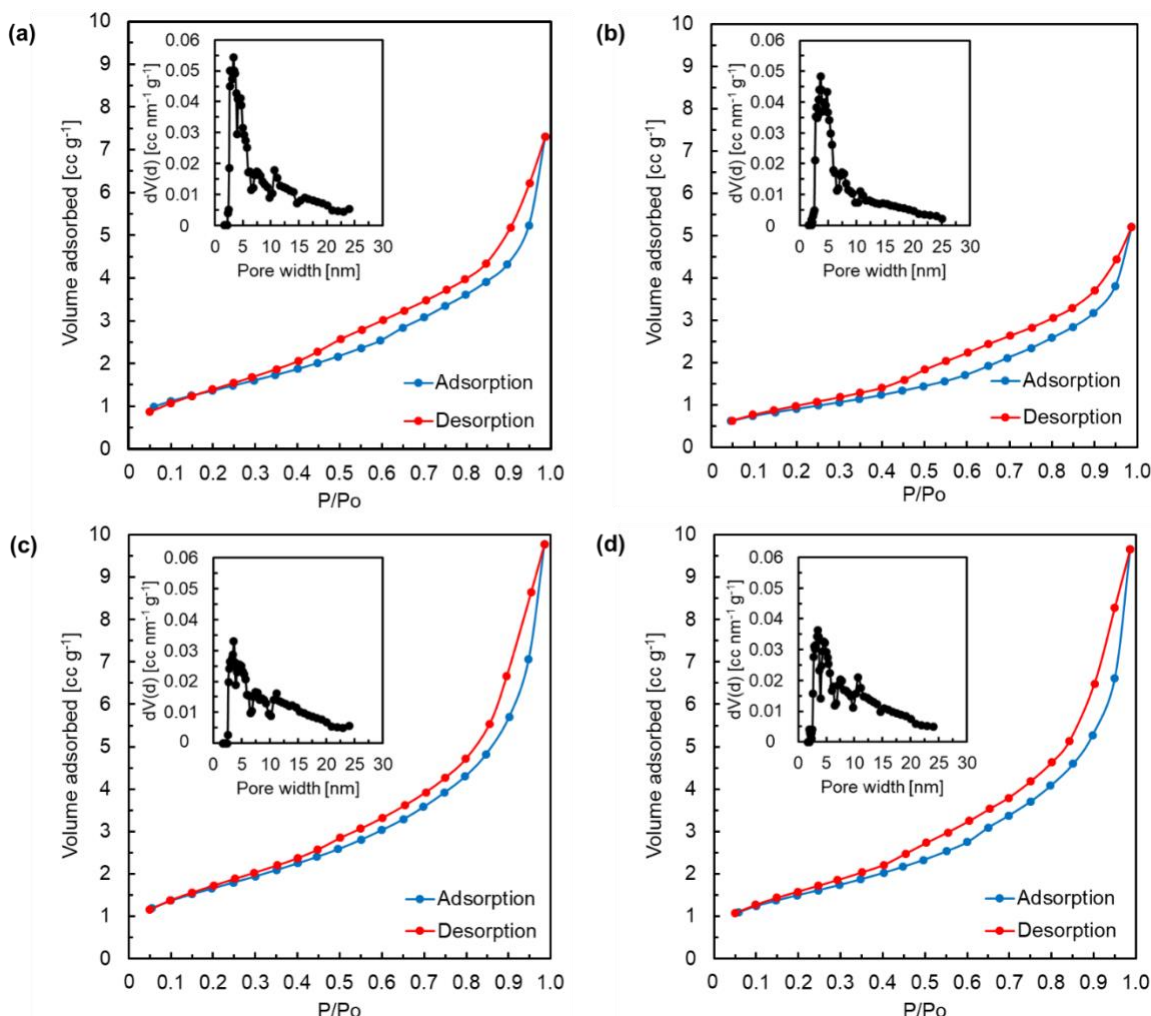 (a)
10
9
8
7
6
5
4
3
2
1
0
Volume adsorbed [cc g-1]
0 0.1 0.2 0.3 0.4 0.5 0.6 0.7 0.8 0.9 1.0
P/Po
0.06
0.05
0.04
0.03
0.02
0.01
0
dV(d) [cc nm-1 g-1]
0 5 10 15 20 25 30
Pore width [nm]
Adsorption
Desorption
(b)
10
9
8
7
6
5
4
3
2
1
0
Volume adsorbed [cc g-1]
0 0.1 0.2 0.3 0.4 0.5 0.6 0.7 0.8 0.9 1.0
P/Po
0.06
0.05
0.04
0.03
0.02
0.01
0
dV(d) [cc nm-1 g-1]
0 5 10 15 20 25 30
Pore width [nm]
Adsorption
Desorption
(c)
10
9
8
7
6
5
4
3
2
1
0
Volume adsorbed [cc g-1]
0 0.1 0.2 0.3 0.4 0.5 0.6 0.7 0.8 0.9 1.0
P/Po
0.06
0.05
0.04
0.03
0.02
0.01
0
dV(d) [cc nm-1 g-1]
0 5 10 15 20 25 30
Pore width [nm]
Adsorption
Desorption
(d)
10
9
8
7
6
5
4
3
2
1
0
Volume adsorbed [cc g-1]
0 0.1 0.2 0.3 0.4 0.5 0.6 0.7 0.8 0.9 1.0
P/Po
0.06
0.05
0.04
0.03
0.02
0.01
0
dV(d) [cc nm-1 g-1]
0 5 10 15 20 25 30
Pore width [nm]
Adsorption
Desorption